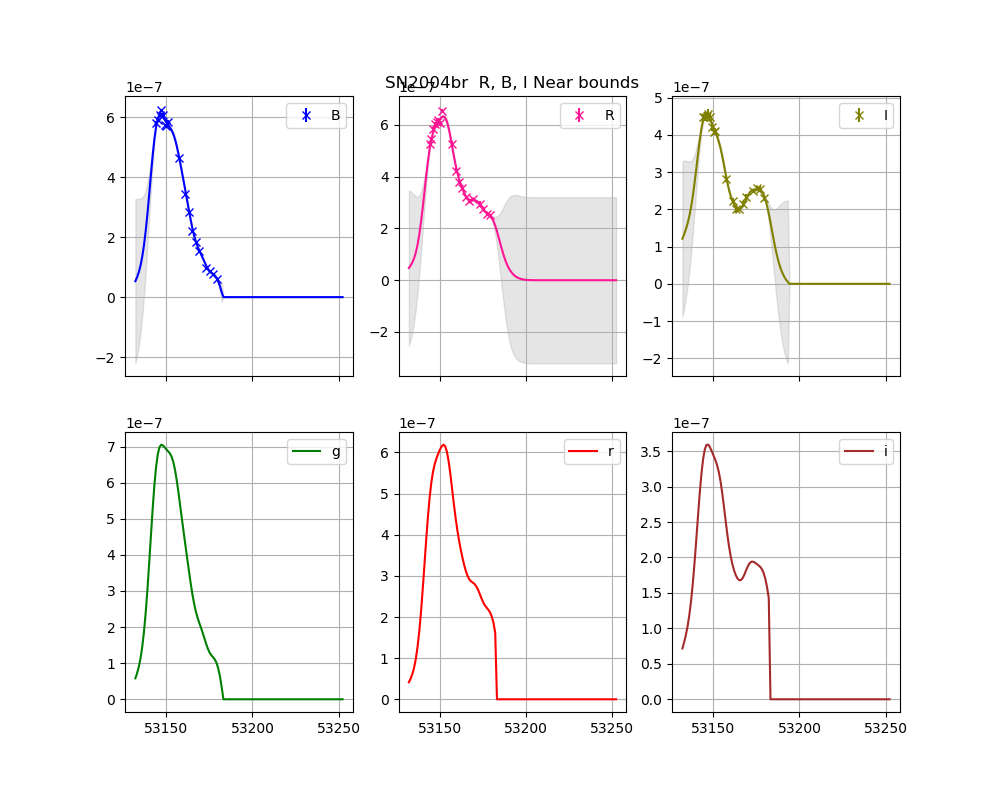 SN2004br R, B, I Near bounds
1e−7 1e−7 1e−7
B R I
6 4 2 0 −2
6 4 2 0 −2
5 4 3 2 1 0 −1 −2
1e−7 1e−7 1e−7
g r i
7 6 5 4 3 2 1 0
6 5 4 3 2 1 0
3.5 3.0 2.5 2.0 1.5 1.0 0.5 0.0
53150 53200 53250 53150 53200 53250 53150 53200 53250